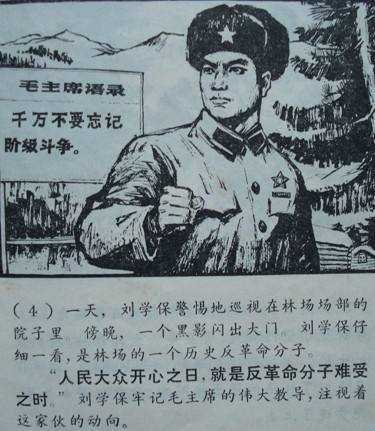 毛主席语录
千万不要忘记
阶级斗争。
(4) 一天，刘学保警惕地巡视在林场场部的
院子里。傍晚，一个黑影闪出大门。刘学保仔
细一看，是林场的一个历史反革命分子。
“人民大众开心之日，就是反革命分子难受
之时。”刘学保牢记毛主席的伟大教导，注视着
这家伙的动向。